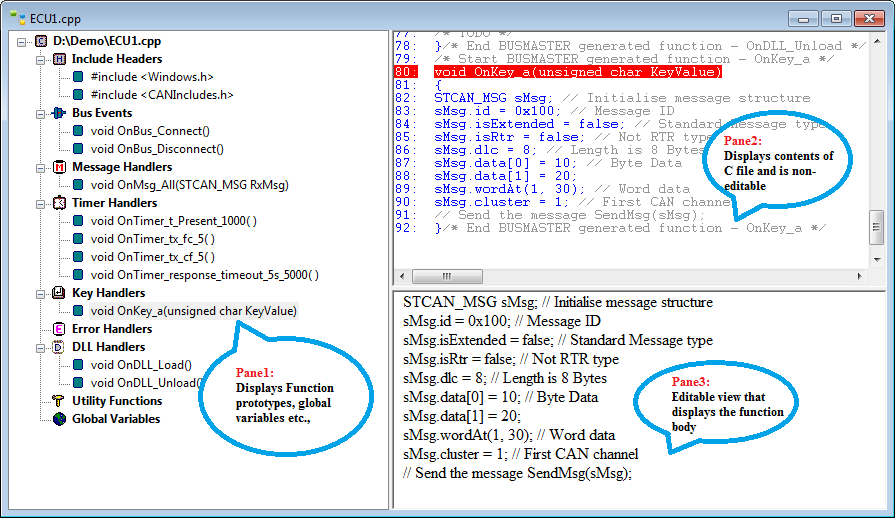 ECU1.cpp
D:\Demo\ECU1.cpp
Include Headers
#include <Windows.h>
#include <CANIncludes.h>
Bus Events
void OnBus_Connect()
void OnBus_Disconnect()
Message Handlers
void OnMsg_All(STCAN_MSG RxMsg)
Timer Handlers
void OnTimer_t_Present_1000( )
void OnTimer_tx_fc_5( )
void OnTimer_tx_cf_5( )
void OnTimer_response_timeout_5s_5000( )
Key Handlers
void OnKey_a(unsigned char KeyValue)
Error Handlers
DLL Handlers
void OnDLL_Load()
void OnDLL_Unload()
Utility Functions
Global Variables
Pane1:
Displays Function
prototypes, global
variables etc.,
77: /* TODO */
78: }/* End BUSMASTER generated function - OnDLL_Unload */
79: /* Start BUSMASTER generated function - OnKey_a */
80: void OnKey_a(unsigned char KeyValue)
81: {
82: STCAN_MSG sMsg; // Initialise message structure
83: sMsg.id = 0x100; // Message ID
84: sMsg.isExtended = false; // Standard Message type
85: sMsg.isRtr = false; // Not RTR type
86: sMsg.dlc = 8; // Length is 8 Bytes
87: sMsg.data[0] = 10; // Byte Data
88: sMsg.data[1] = 20;
89: sMsg.wordAt(1, 30); // Word data
90: sMsg.cluster = 1; // First CAN channel
91: // Send the message SendMsg(sMsg);
92: }/* End BUSMASTER generated function - OnKey_a */
Pane2:
Displays contents of
C file and is non-
editable
STCAN_MSG sMsg; // Initialise message structure
sMsg.id = 0x100; // Message ID
sMsg.isExtended = false; // Standard Message type
sMsg.isRtr = false; // Not RTR type
sMsg.dlc = 8; // Length is 8 Bytes
sMsg.data[0] = 10; // Byte Data
sMsg.data[1] = 20;
sMsg.wordAt(1, 30); // Word data
sMsg.cluster = 1; // First CAN channel
// Send the message SendMsg(sMsg);
Pane3:
Editable view that
displays the function
body